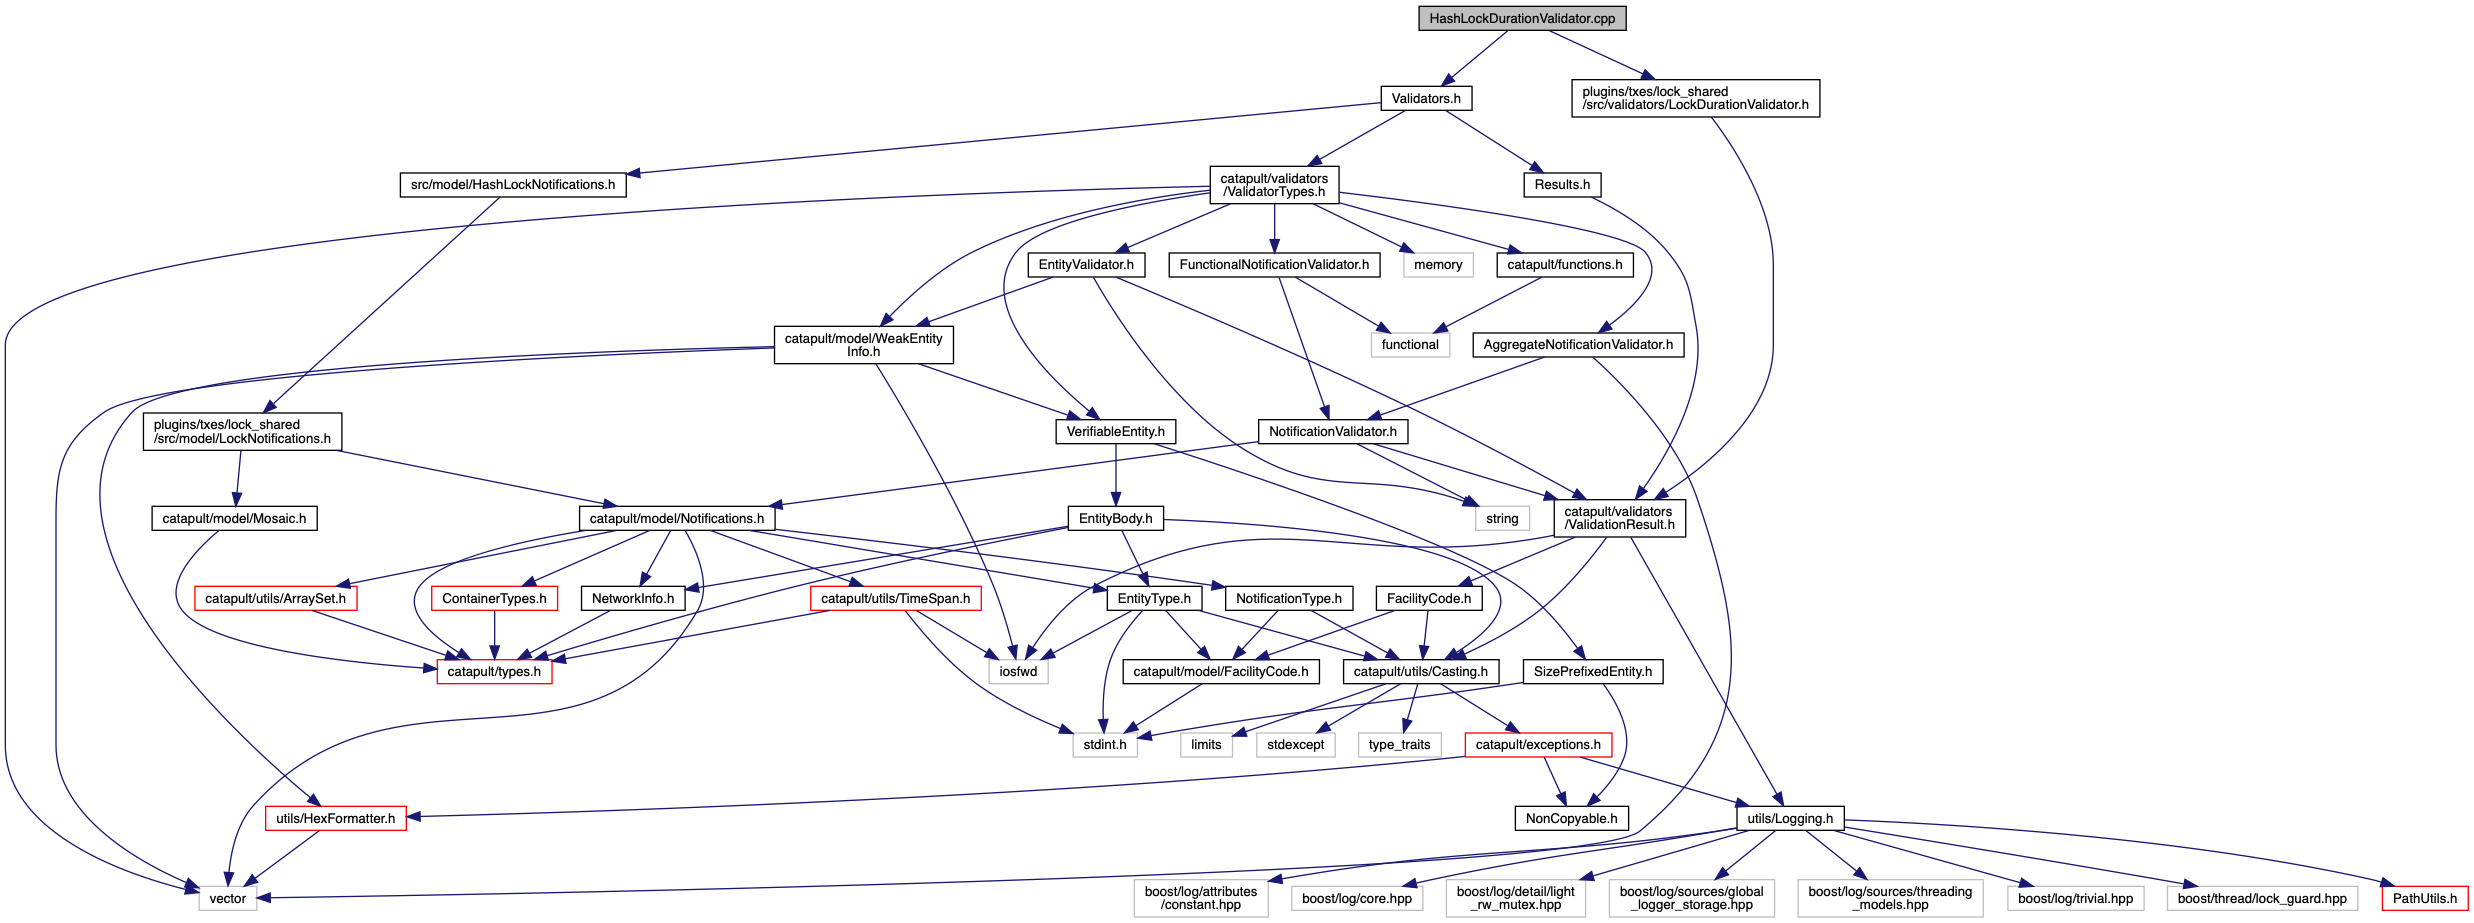 HashLockDurationValidator.cpp
Validators.h
plugins/txes/lock_shared
/src/validators/LockDurationValidator.h
src/model/HashLockNotifications.h
catapult/validators
/ValidatorTypes.h
Results.h
EntityValidator.h
FunctionalNotificationValidator.h
memory
catapult/functions.h
catapult/model/WeakEntity
Info.h
functional
AggregateNotificationValidator.h
plugins/txes/lock_shared
/src/model/LockNotifications.h
VerifiableEntity.h
NotificationValidator.h
catapult/model/Mosaic.h
catapult/model/Notifications.h
EntityBody.h
string
catapult/validators
/ValidationResult.h
catapult/utils/ArraySet.h
ContainerTypes.h
NetworkInfo.h
catapult/utils/TimeSpan.h
EntityType.h
NotificationType.h
FacilityCode.h
catapult/types.h
iosfwd
catapult/model/FacilityCode.h
catapult/utils/Casting.h
SizePrefixedEntity.h
stdint.h
limits
stdexcept
type_traits
catapult/exceptions.h
utils/HexFormatter.h
NonCopyable.h
utils/Logging.h
vector
boost/log/attributes
/constant.hpp
boost/log/core.hpp
boost/log/detail/light
_rw_mutex.hpp
boost/log/sources/global
_logger_storage.hpp
boost/log/sources/threading
_models.hpp
boost/log/trivial.hpp
boost/thread/lock_guard.hpp
PathUtils.h